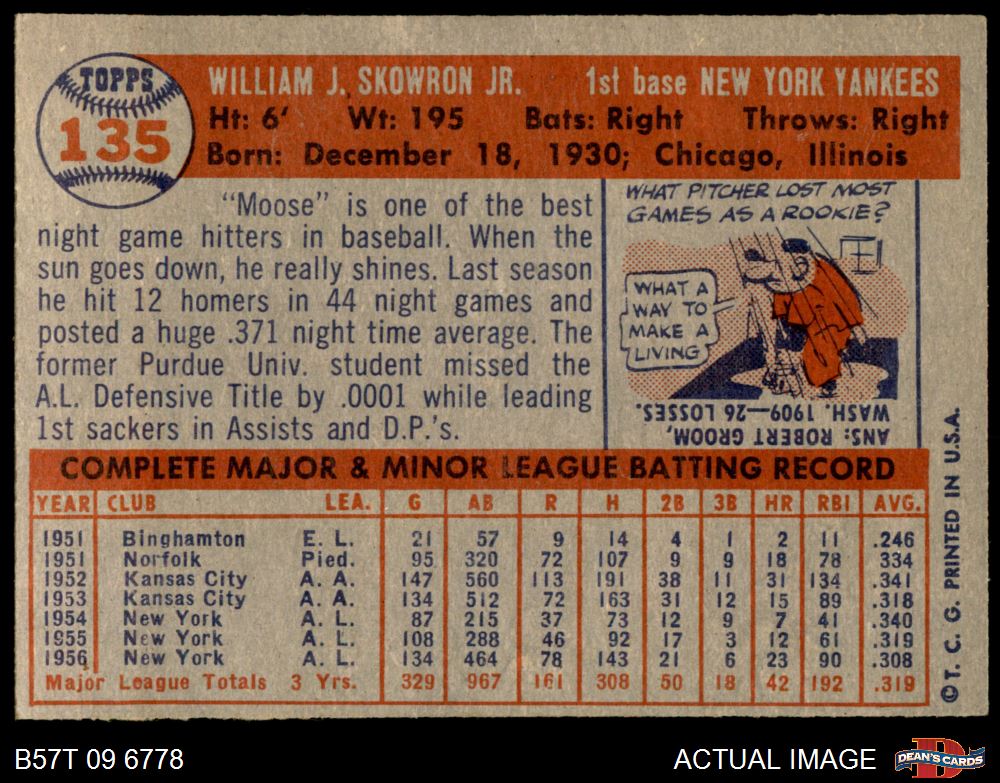 TOPPS
135
WILLIAM J. SKOWRON JR. 1st base NEW YORK YANKEES
Ht: 6' Wt: 195 Bats: Right Throws: Right
Born: December 18, 1930; Chicago, Illinois
"Moose" is one of the best
night game hitters in baseball. When the
sun goes down, he really shines. Last season
he hit 12 homers in 44 night games and
posted a huge .371 night time average. The
former Purdue Univ. student missed the
A.L. Defensive Title by .0001 while leading
1st sackers in Assists and D.P.'s.
WHAT PITCHER LOST MOST
GAMES AS A ROOKIE?
WHAT A
WAY TO
MAKE A
LIVING
ANS: ROBERT GROOM,
WASH. 1909—26 LOSSES.
COMPLETE MAJOR & MINOR LEAGUE BATTING RECORD
YEAR CLUB LEA. G AB R H 2B 3B HR RBI AVG.
1951 Binghamton E. L. 21 57 9 14 4 1 2 11 .246
1951 Norfolk Pied. 95 320 72 107 9 9 18 78 .334
1952 Kansas City A. A. 147 560 113 191 38 11 31 134 .341
1953 Kansas City A. A. 134 512 72 163 31 12 15 89 .318
1954 New York A. L. 87 215 37 73 12 9 7 41 .340
1955 New York A. L. 108 288 46 92 17 3 12 61 .319
1956 New York A. L. 134 464 78 143 21 6 23 90 .308
Major League Totals 3 Yrs. 329 967 161 308 50 18 42 192 .319
©T. C. G. PRINTED IN U.S.A.
B57T 09 6778
ACTUAL IMAGE
D
DEAN'S CARDS